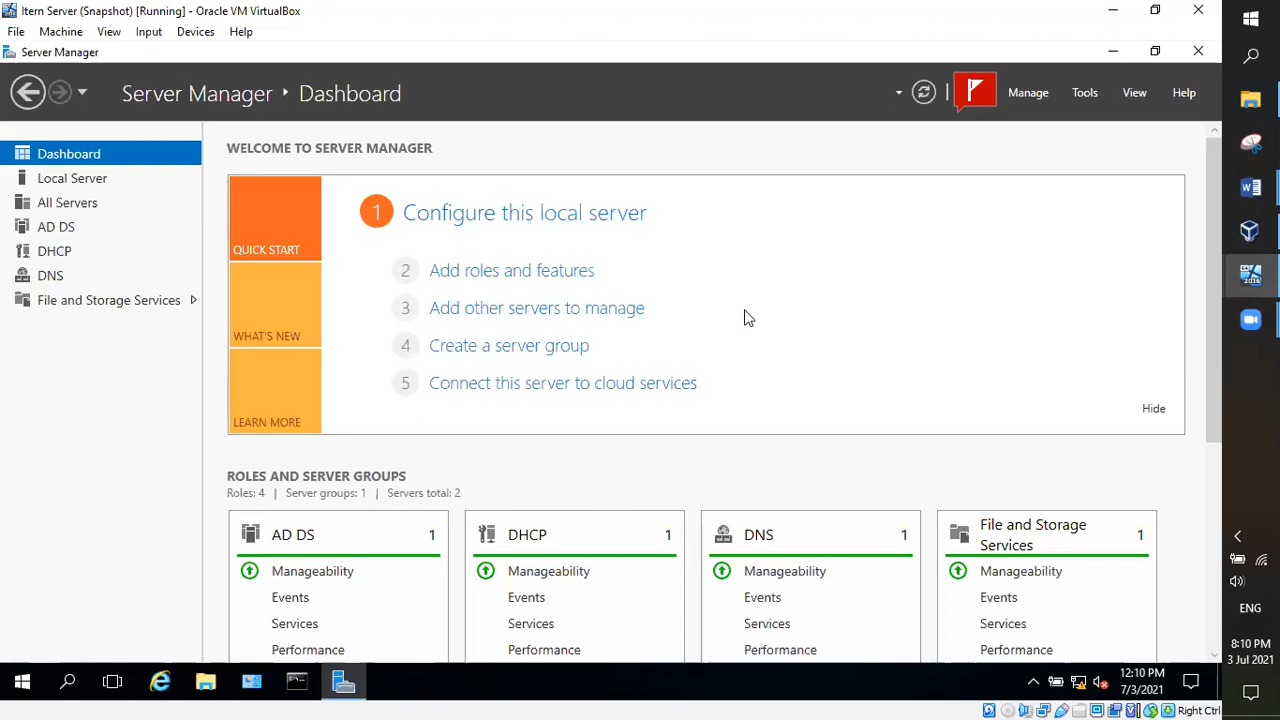 Itern Server (Snapshot) [Running] - Oracle VM VirtualBox
File Machine View Input Devices Help
Server Manager
Server Manager Dashboard
Manage Tools View Help
Dashboard
Local Server
All Servers
AD DS
DHCP
DNS
File and Storage Services
WELCOME TO SERVER MANAGER
QUICK START
WHAT'S NEW
LEARN MORE
1 Configure this local server
2 Add roles and features
3 Add other servers to manage
4 Create a server group
5 Connect this server to cloud services
Hide
ROLES AND SERVER GROUPS
Roles: 4 | Server groups: 1 | Servers total: 2
AD DS 1
Manageability
Events
Services
Performance
DHCP 1
Manageability
Events
Services
Performance
DNS 1
Manageability
Events
Services
Performance
File and Storage
Services 1
Manageability
Events
Services
Performance
12:10 PM
7/3/2021
Right Ctrl
2016
ENG
8:10 PM
3 Jul 2021